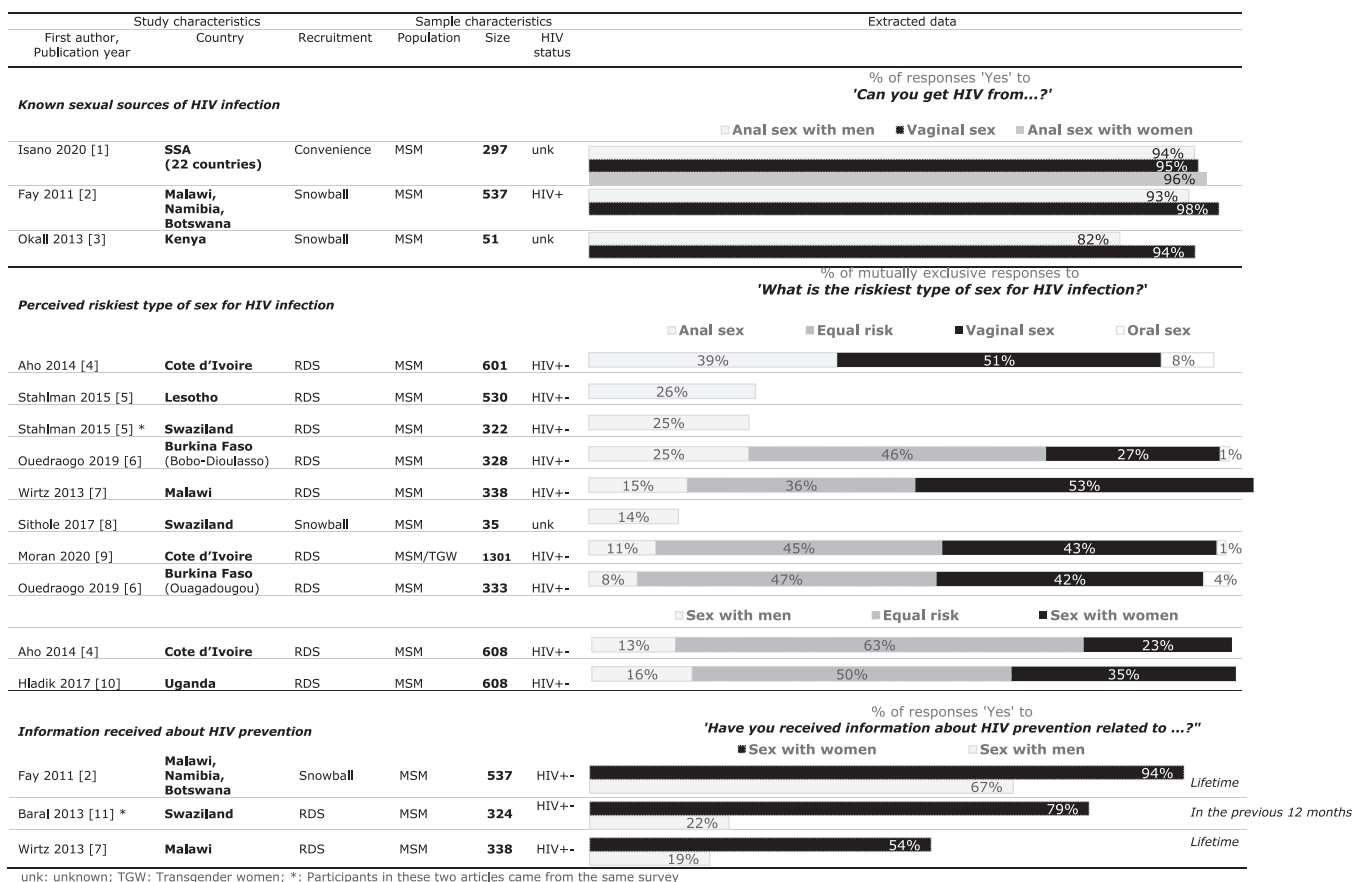 Study characteristics Sample characteristics Extracted data
First author, Country Recruitment Population Size HIV
Publication year status
% of responses 'Yes' to
Known sexual sources of HIV infection 'Can you get HIV from...?'
Anal sex with men Vaginal sex Anal sex with women
Isano 2020 [1] SSA Convenience MSM 297 unk 94%
(22 countries) 95%
96%
Fay 2011 [2] Malawi, Snowball MSM 537 HIV+ 93%
Namibia, 98%
Botswana
Okall 2013 [3] Kenya Snowball MSM 51 unk 82%
94%
% of mutually exclusive responses to
Perceived riskiest type of sex for HIV infection 'What is the riskiest type of sex for HIV infection?'
Anal sex Equal risk Vaginal sex Oral sex
Aho 2014 [4] Cote d'Ivoire RDS MSM 601 HIV+- 39% 51% 8%
Stahlman 2015 [5] Lesotho RDS MSM 530 HIV+- 26%
Stahlman 2015 [5] * Swaziland RDS MSM 322 HIV+- 25%
Burkina Faso
Ouedraogo 2019 [6] (Bobo-Dioulasso) RDS MSM 328 HIV+- 25% 46% 27% 1%
Wirtz 2013 [7] Malawi RDS MSM 338 HIV+- 15% 36% 53%
Sithole 2017 [8] Swaziland Snowball MSM 35 unk 14%
Moran 2020 [9] Cote d'Ivoire RDS MSM/TGW 1301 HIV+- 11% 45% 43% 1%
Burkina Faso
Ouedraogo 2019 [6] (Ouagadougou) RDS MSM 333 HIV+- 8% 47% 42% 4%
Sex with men Equal risk Sex with women
Aho 2014 [4] Cote d'Ivoire RDS MSM 608 HIV+- 13% 63% 23%
Hladik 2017 [10] Uganda RDS MSM 608 HIV+- 16% 50% 35%
% of responses 'Yes' to
Information received about HIV prevention 'Have you received information about HIV prevention related to ...?"
Sex with women Sex with men
Fay 2011 [2] Malawi, Snowball MSM 537 HIV+- 94%
Namibia, 67% Lifetime
Botswana
Baral 2013 [11] * Swaziland RDS MSM 324 HIV+- 79% In the previous 12 months
22%
Wirtz 2013 [7] Malawi RDS MSM 338 HIV+- 54% Lifetime
19%
unk: unknown; TGW: Transgender women; *: Participants in these two articles came from the same survey